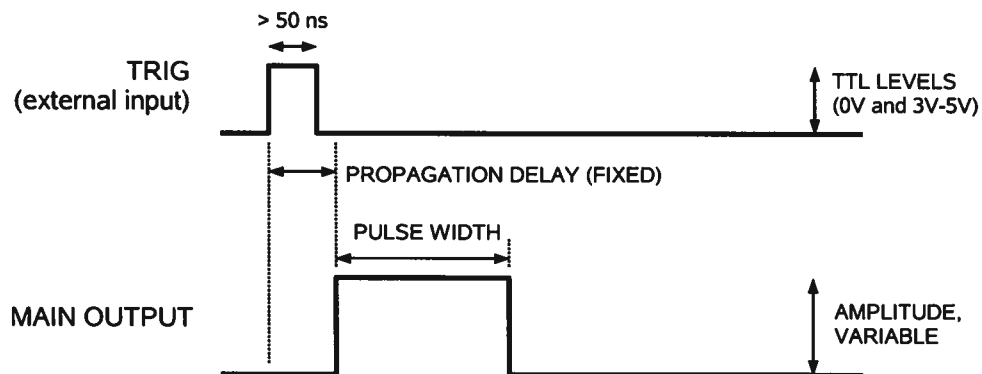 > 50 ns
TRIG
(external input)
TTL LEVELS
(0V and 3V-5V)
PROPAGATION DELAY (FIXED)
PULSE WIDTH
MAIN OUTPUT
AMPLITUDE,
VARIABLE